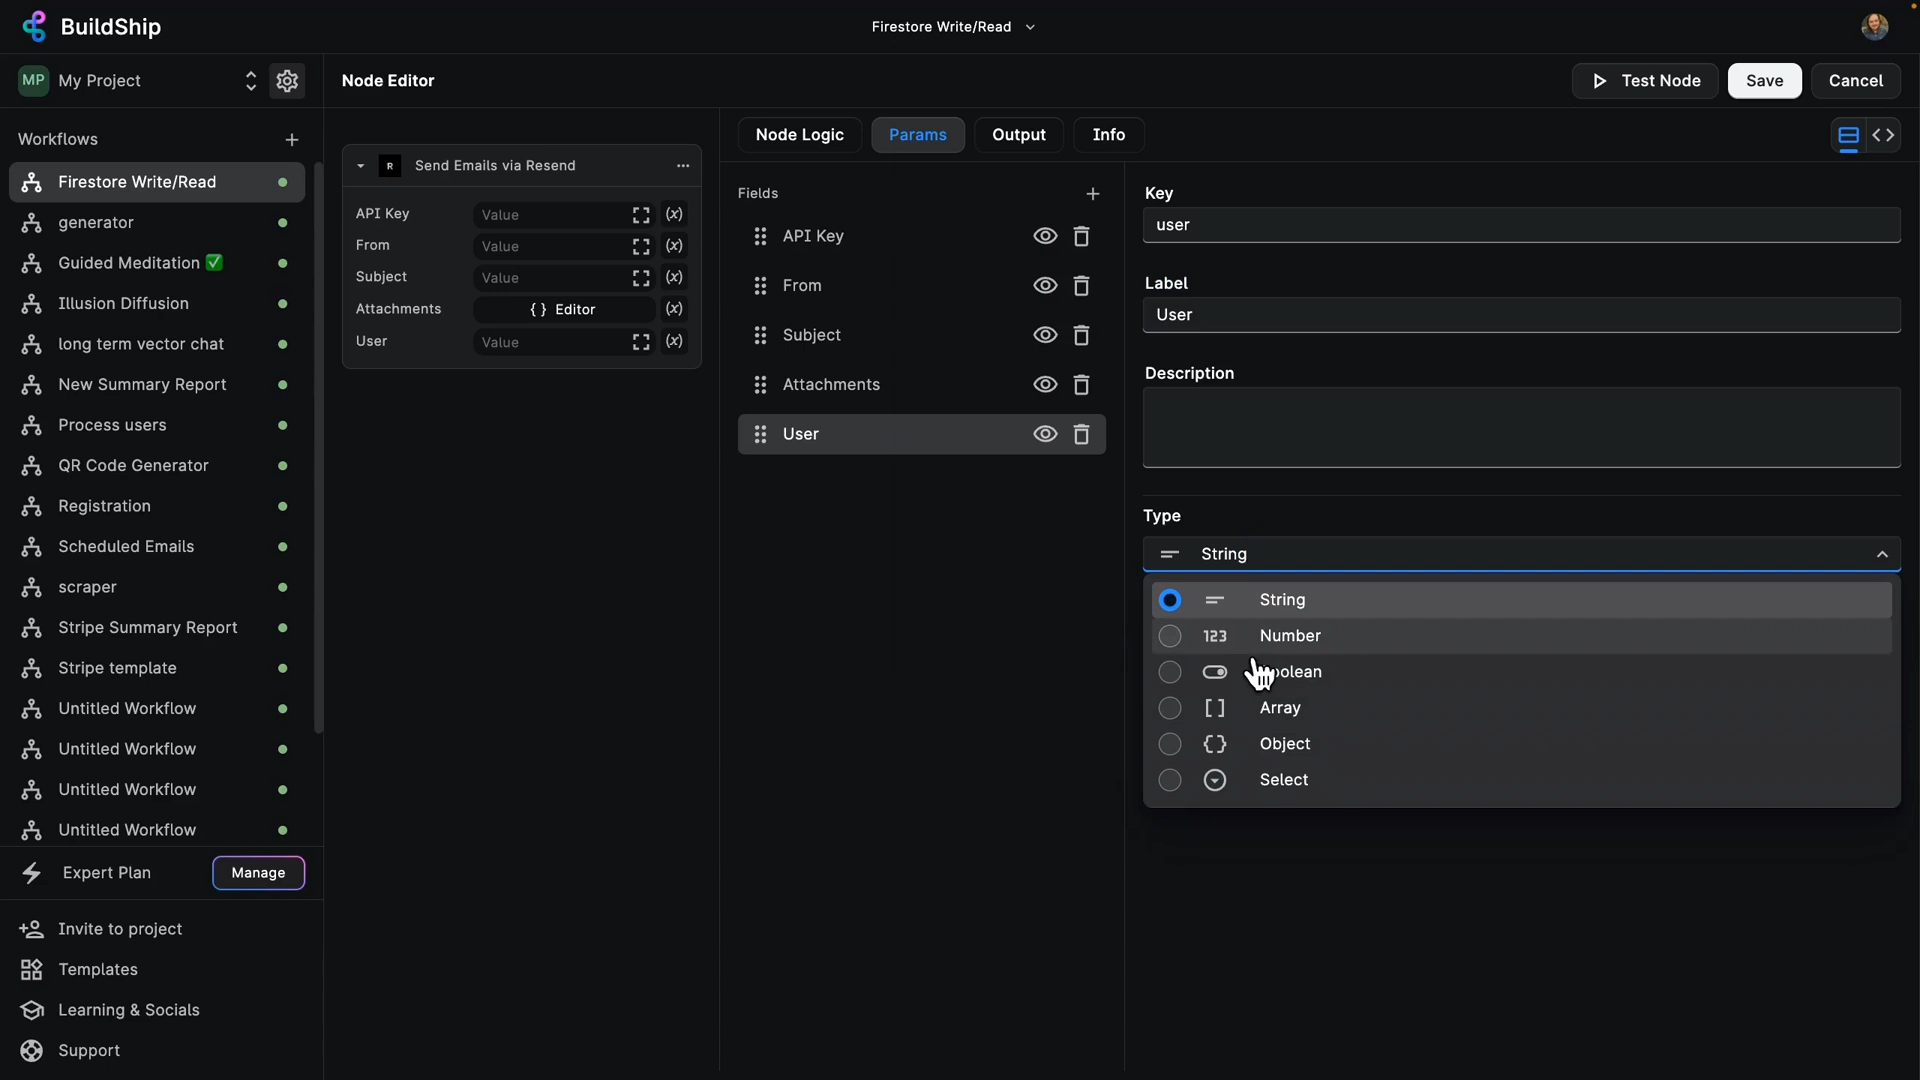 BuildShip
Firestore Write/Read
MP My Project
Node Editor
Test Node
Save
Cancel
Workflows
Firestore Write/Read
generator
Guided Meditation ✅
Illusion Diffusion
long term vector chat
New Summary Report
Process users
QR Code Generator
Registration
Scheduled Emails
scraper
Stripe Summary Report
Stripe template
Untitled Workflow
Untitled Workflow
Untitled Workflow
Untitled Workflow
Expert Plan
Manage
Invite to project
Templates
Learning & Socials
Support
R Send Emails via Resend
API Key Value (x)
From Value (x)
Subject Value (x)
Attachments { } Editor (x)
User Value (x)
Node Logic
Params
Output
Info
Fields
API Key
From
Subject
Attachments
User
Key
user
Label
User
Description
Type
String
String
123 Number
olean
[ ] Array
{} Object
Select